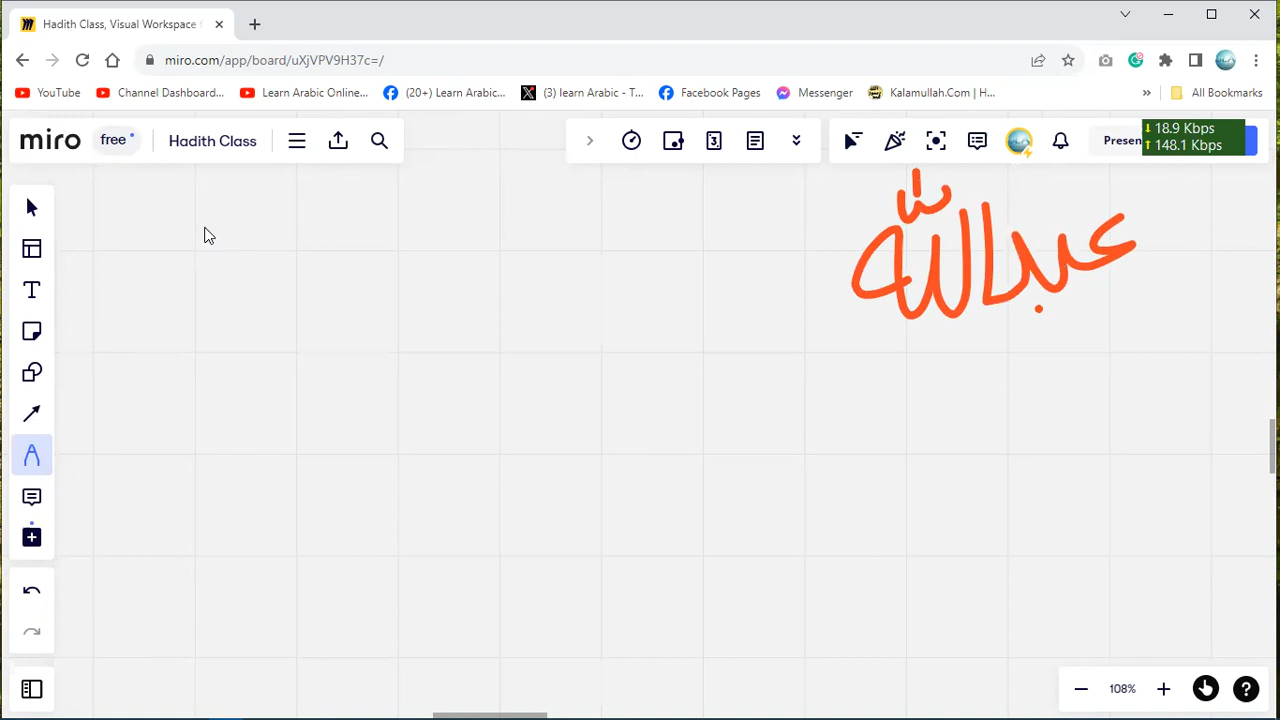 Hadith Class, Visual Workspace f
miro.com/app/board/uXjVPV9H37c=/
YouTube
Channel Dashboard...
Learn Arabic Online...
(20+) Learn Arabic...
(3) learn Arabic - T...
Facebook Pages
Messenger
Kalamullah.Com | H...
»
All Bookmarks
miro
free
Hadith Class
3
Presen
18.9 Kbps
148.1 Kbps
عبدالله
T
108%
?